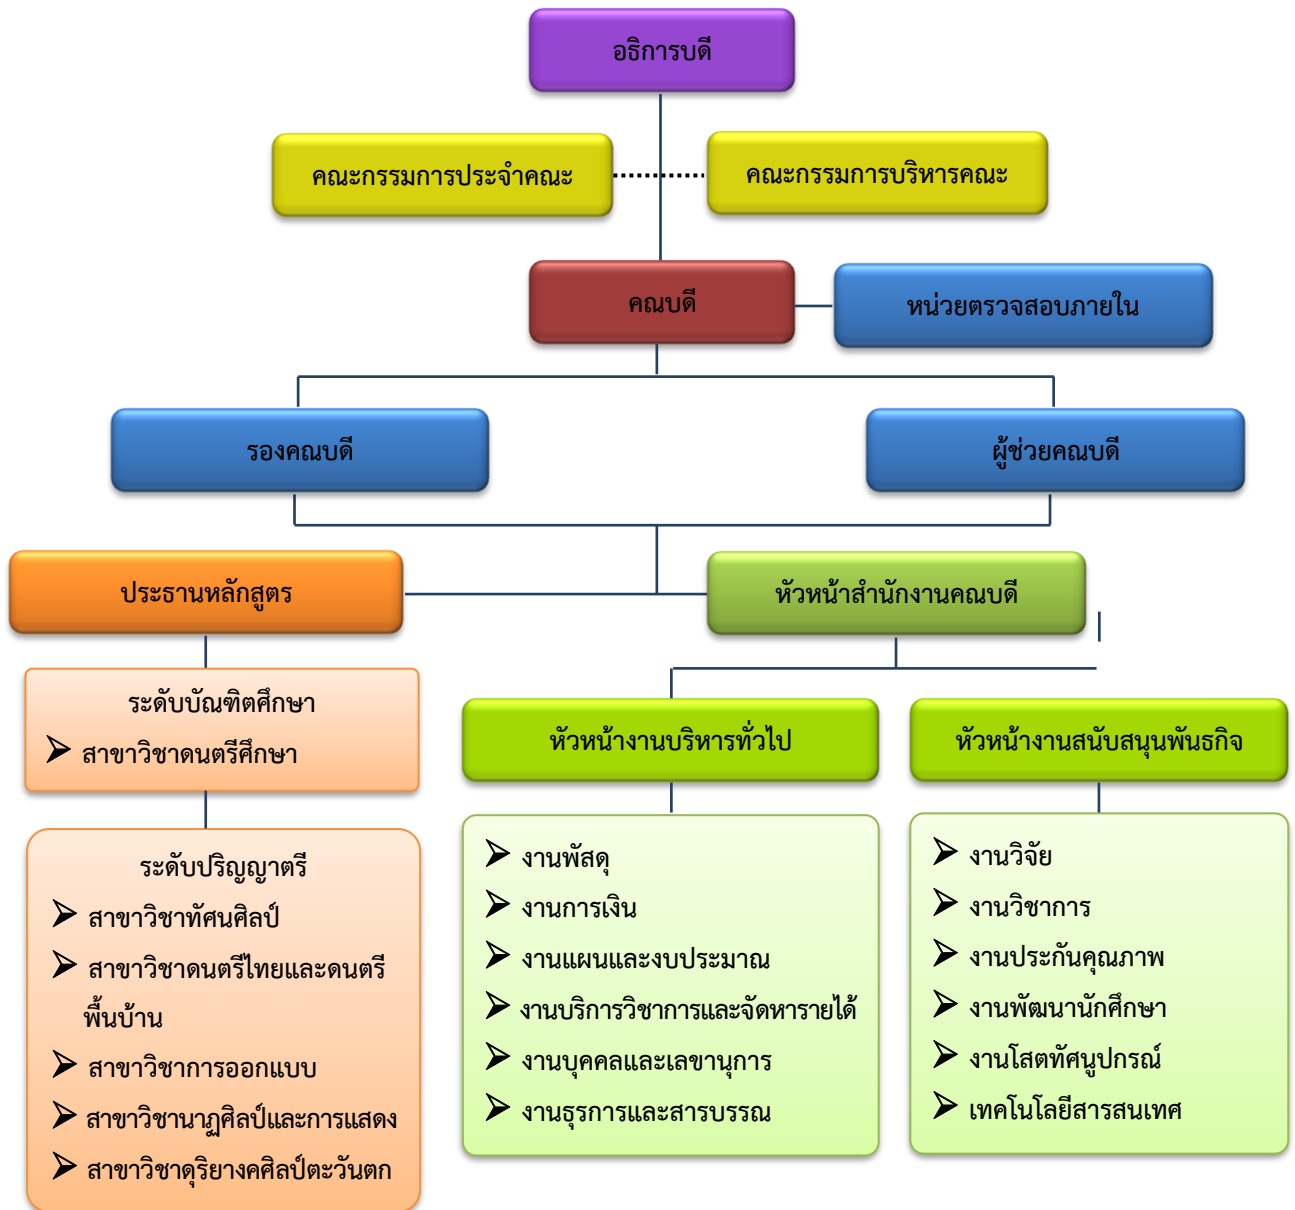 อธิการบดี
คณะกรรมการประจำคณะ
คณะกรรมการบริหารคณะ
คณบดี
หน่วยตรวจสอบภายใน
รองคณบดี
ผู้ช่วยคณบดี
ประธานหลักสูตร
หัวหน้าสำนักงานคณบดี
ระดับบัณฑิตศึกษา
สาขาวิชาดนตรีศึกษา
ระดับปริญญาตรี
สาขาวิชาทัศนศิลป์
สาขาวิชาดนตรีไทยและดนตรี
พื้นบ้าน
สาขาวิชาการออกแบบ
สาขาวิชานาฏศิลป์และการแสดง
สาขาวิชาดุริยางคศิลป์ตะวันตก
หัวหน้างานบริหารทั่วไป
งานพัสดุ
งานการเงิน
งานแผนและงบประมาณ
งานบริการวิชาการและจัดหารายได้
งานบุคคลและเลขานุการ
งานธุรการและสารบรรณ
หัวหน้างานสนับสนุนพันธกิจ
งานวิจัย
งานวิชาการ
งานประกันคุณภาพ
งานพัฒนานักศึกษา
งานโสตทัศนูปกรณ์
เทคโนโลยีสารสนเทศ